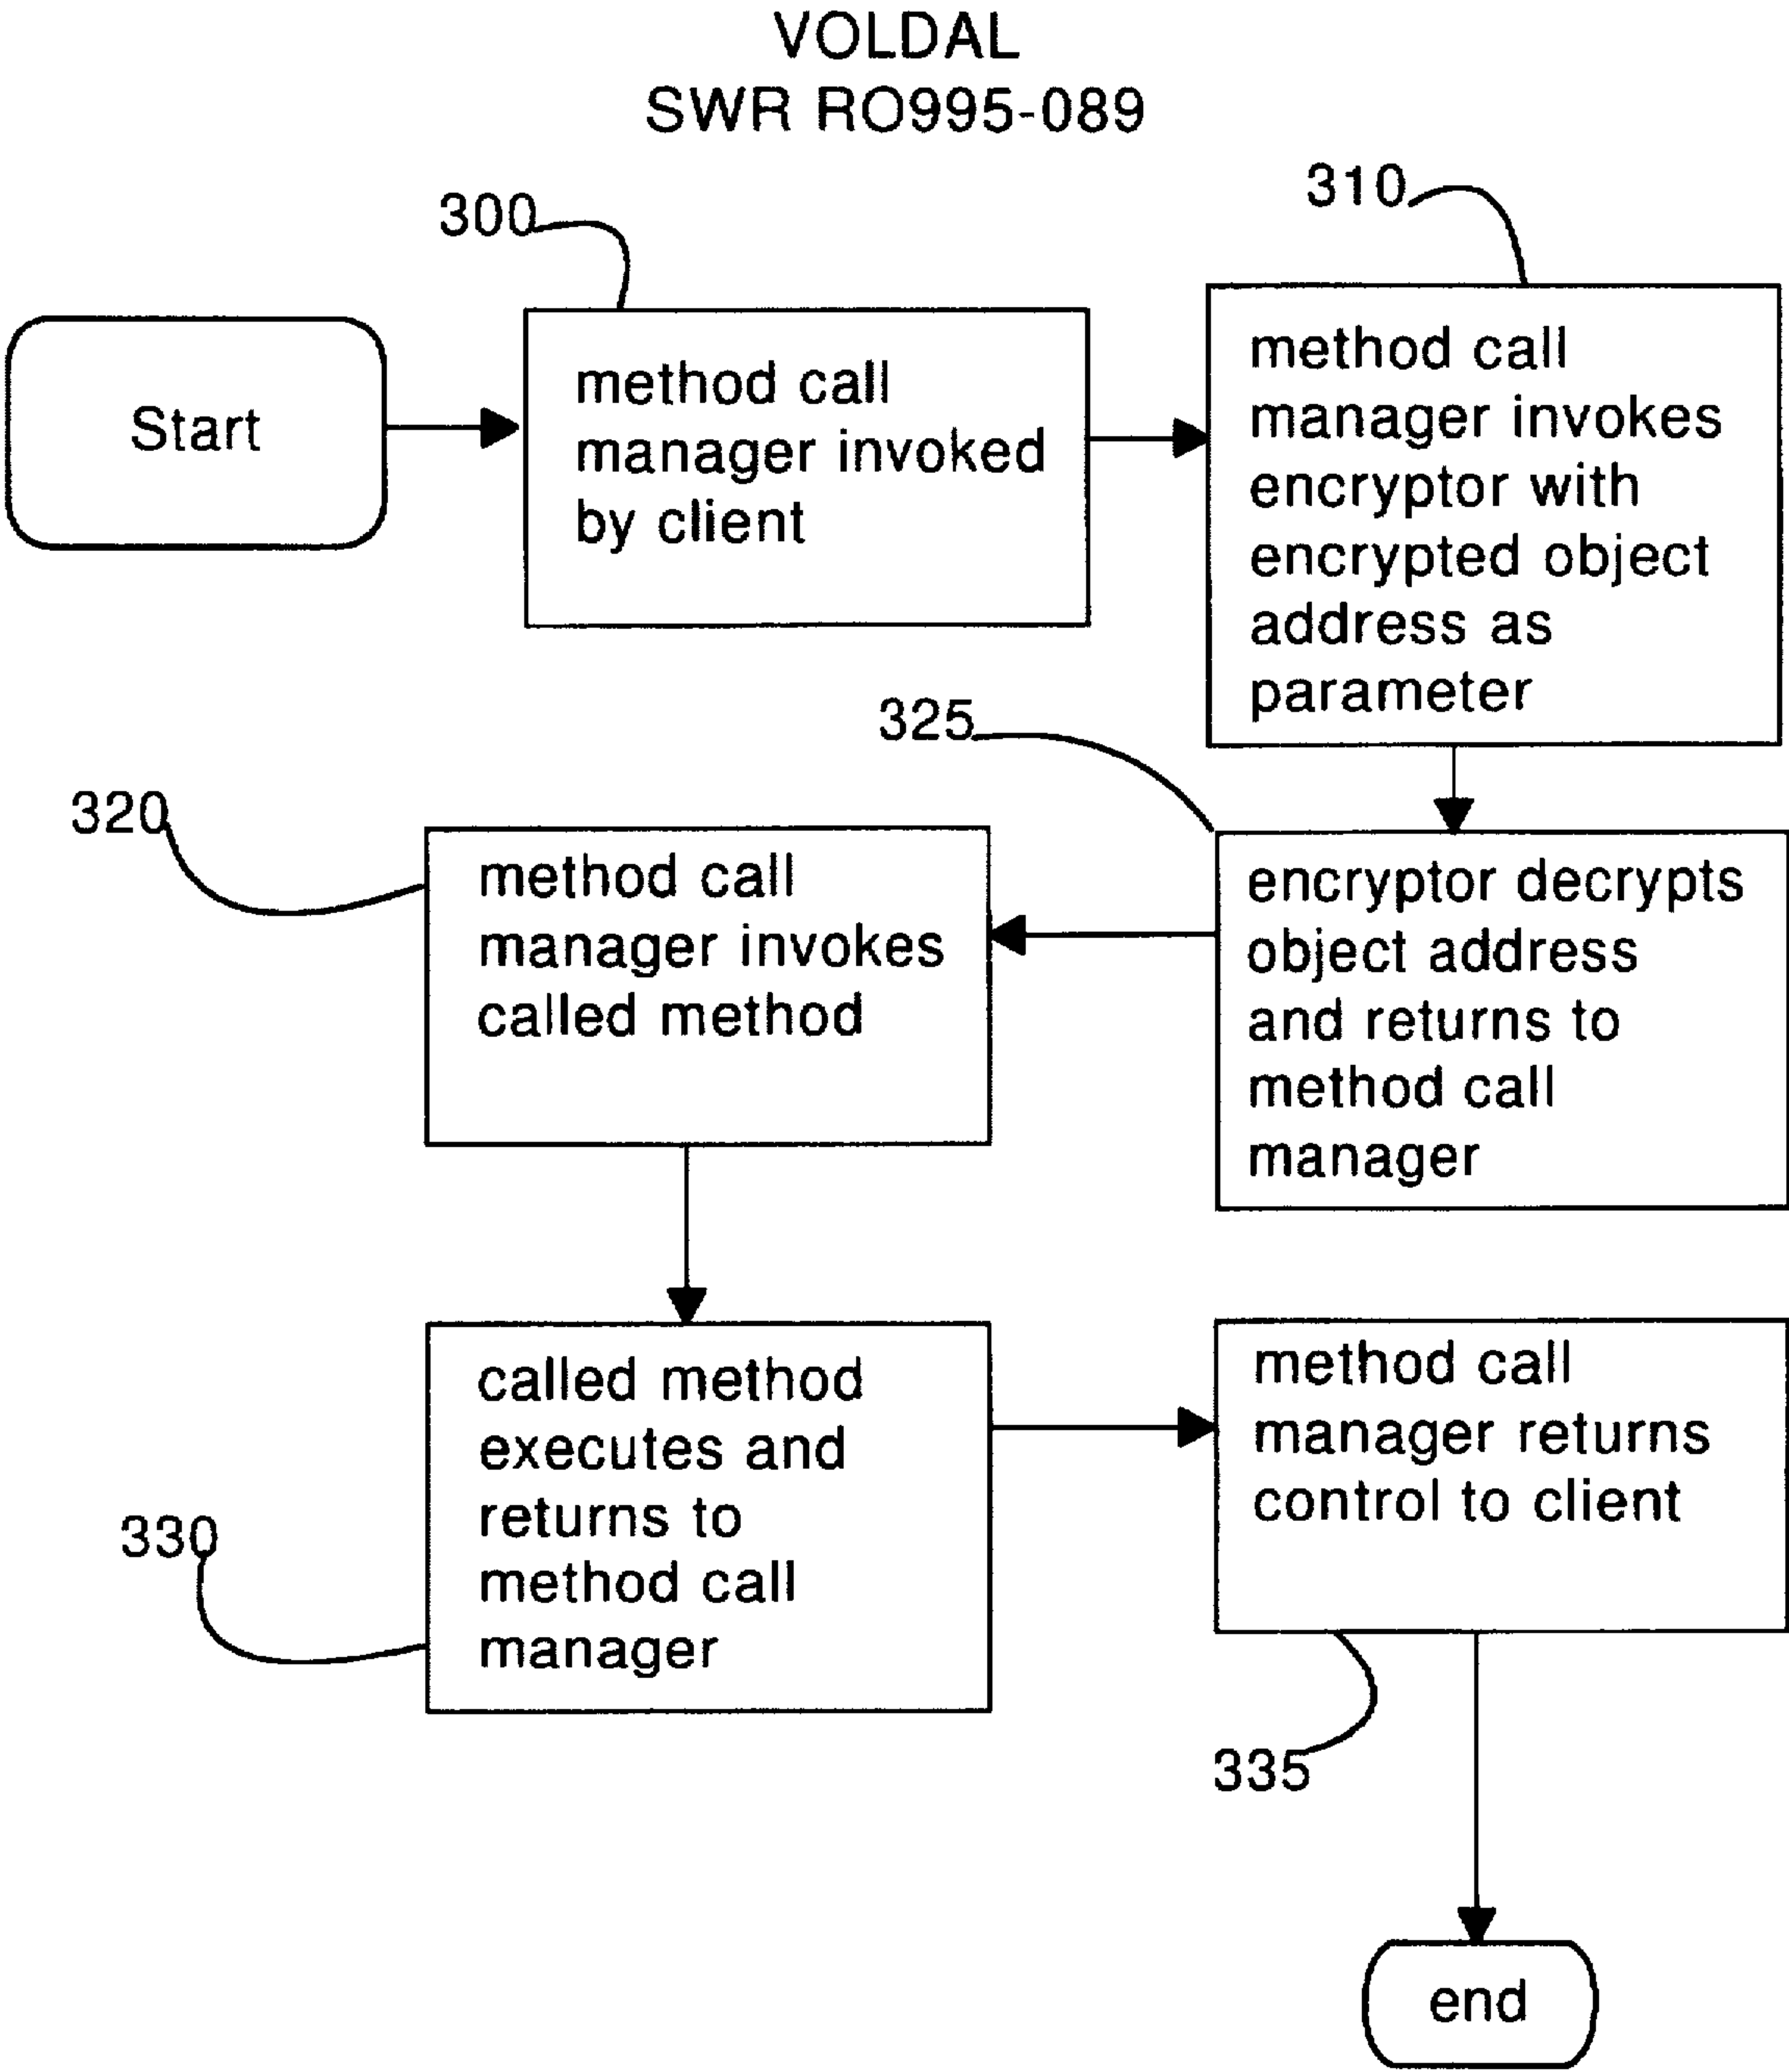 VOLDAL
SWR RO995-089
300
310
Start
method call
manager invoked
by client
method call
manager invokes
encryptor with
encrypted object
address as
parameter
325
320
encryptor decrypts
object address
and returns to
method call
manager
method call
manager invokes
called method
called method
executes and
returns to
method call
manager
330
method call
manager returns
control to client
335
end